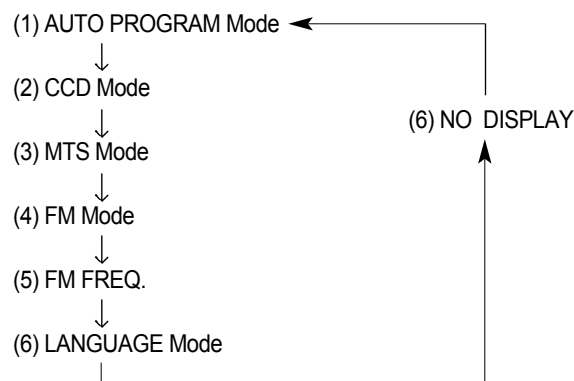 (1) AUTO PROGRAM Mode
(2) CCD Mode
(6) NO DISPLAY
(3) MTS Mode
(4) FM Mode
(5) FM FREQ.
(6) LANGUAGE Mode